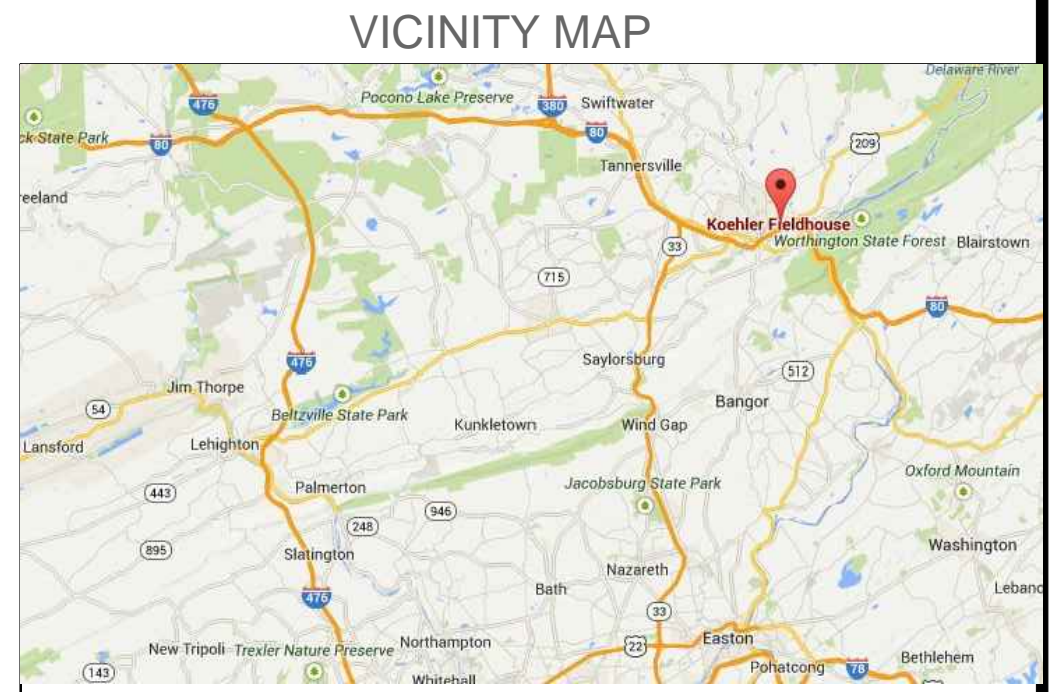 VICINITY MAP
Delaware River
476
Pocono Lake Preserve
380
Swiftwater
80
ck State Park
80
209
Tannersville
reeland
Koehler Fieldhouse
Worthington State Forest
Blairstown
33
715
80
Saylorsburg
476
512
Jim Thorpe
54
Beltzville State Park
Bangor
Kunkletown
Wind Gap
Lansford
Lehighton
Oxford Mountain
Palmerton
Jacobsburg State Park
443
946
248
895
Slatington
Washington
Nazareth
Bath
Lebano
476
33
New Tripoli
Trexler Nature Preserve
Northampton
22
Easton
Bethlehem
Pohatcong
78
143
Whitehall